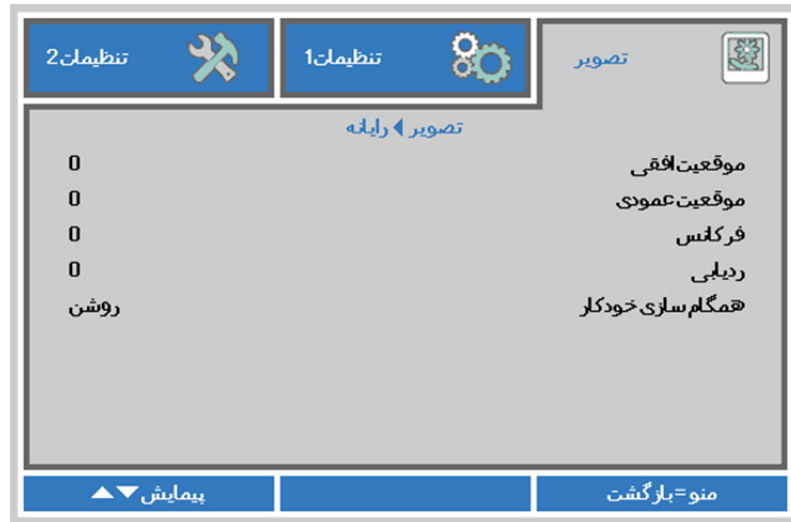 تصویر
تنظیمات1
تنظیمات2
تصویر ◀ رایانه
موقعیت افقی 0
موقعیت عمودی 0
فرکانس 0
ردیابی 0
همگام سازی خودکار روشن
منو=بازگشت
پیمایش ▼▲